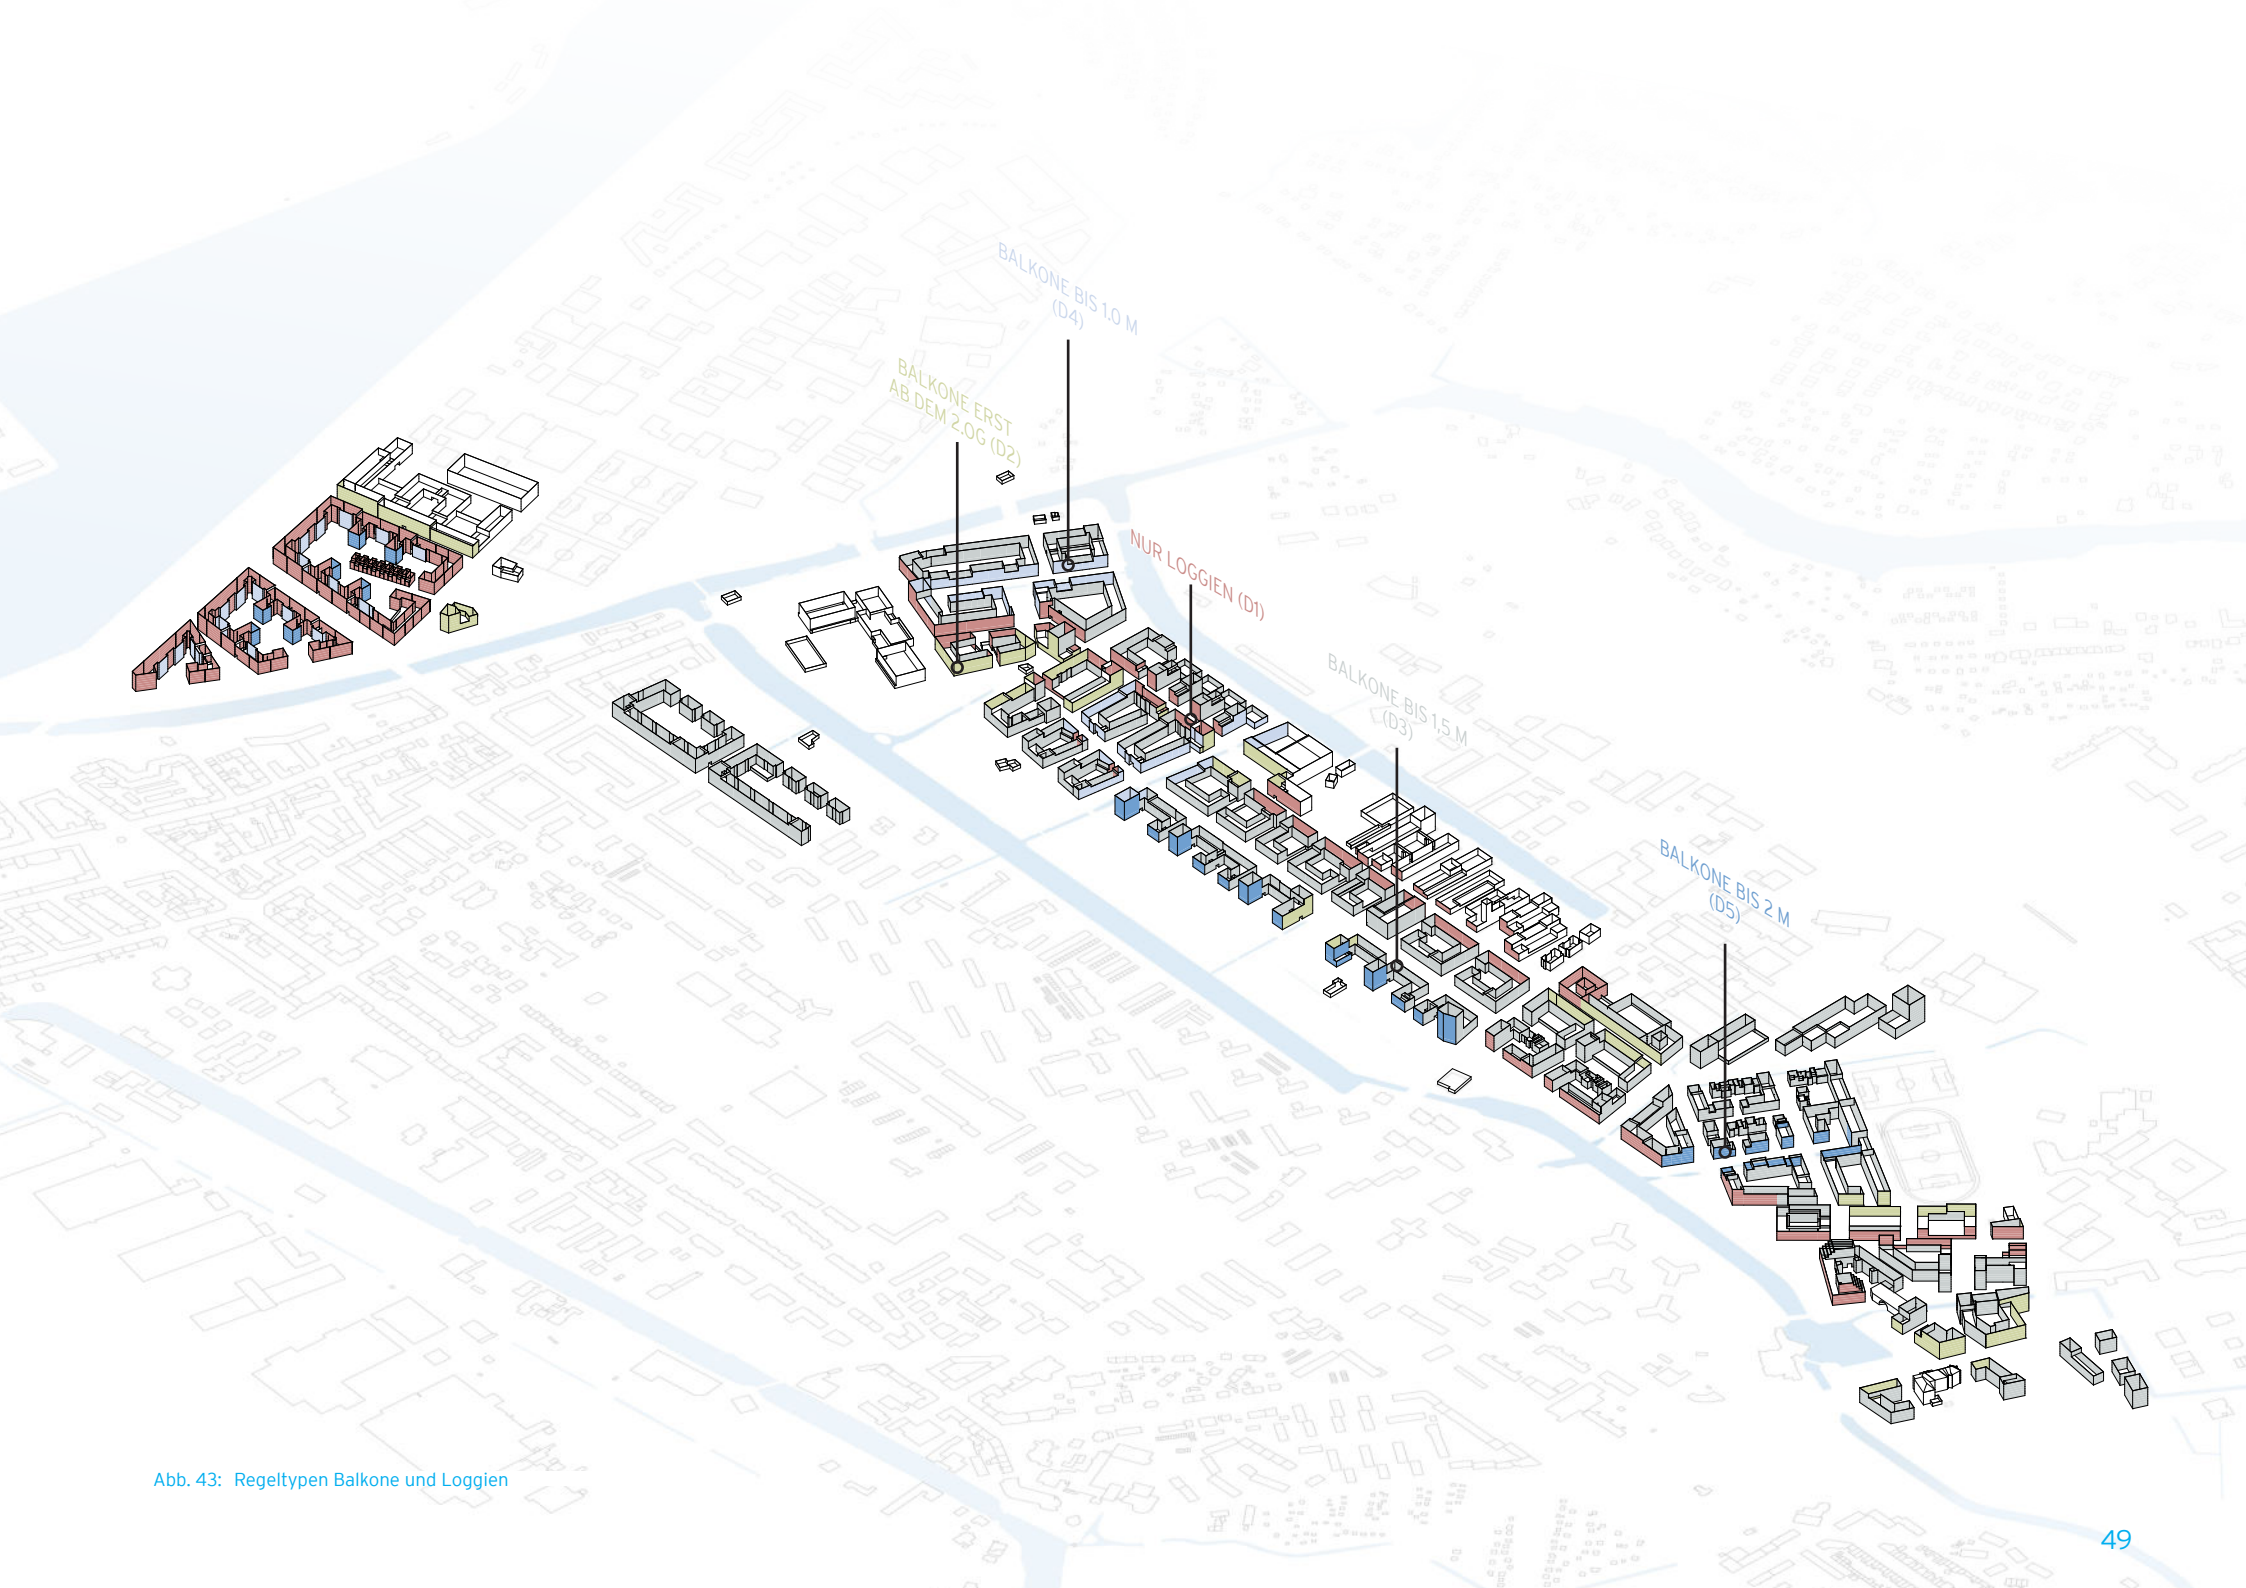 BALKONE BIS 1.0 M
(D4)
BALKONE ERST
AB DEM 2.OG (D2)
NUR LOGGIEN (D1)
BALKONE BIS 1,5 M
(D3)
BALKONE BIS 2 M
(D5)
Abb. 43: Regeltypen Balkone und Loggien
49